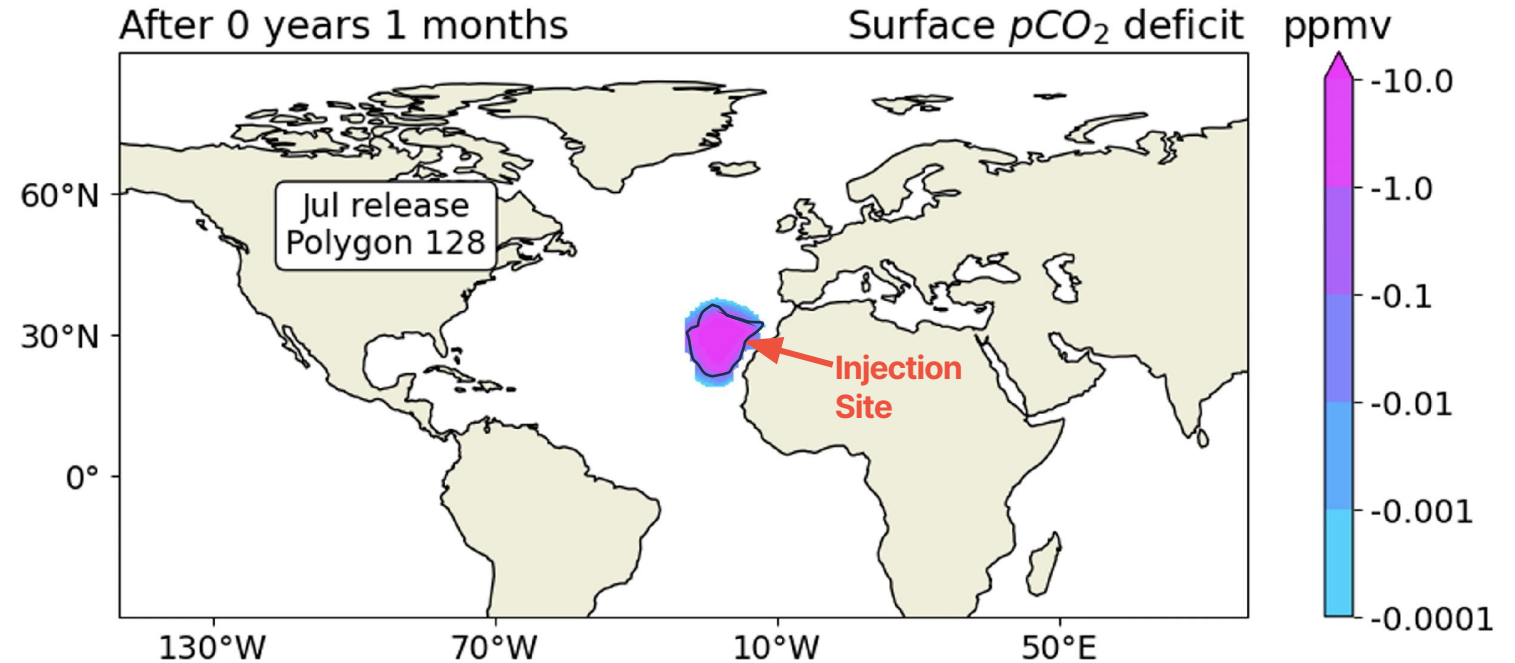 After 0 years 1 months
Surface pCO₂ deficit
ppmv
Jul release
Polygon 128
Injection
Site
60°N
30°N
0°
130°W
70°W
10°W
50°E
-10.0
-1.0
-0.1
-0.01
-0.001
-0.0001